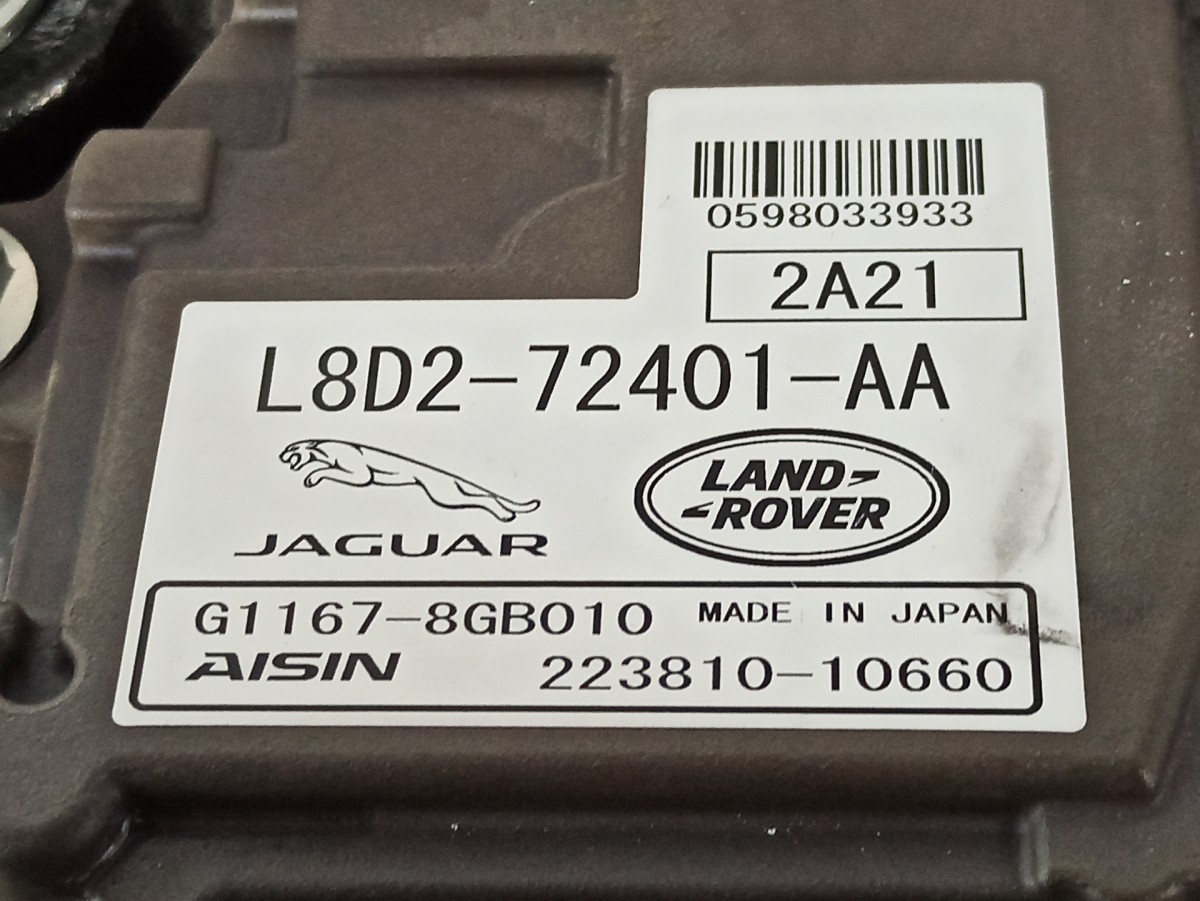 0598033933
2A21
L8D2-72401-AA
JAGUAR
LAND-
-ROVER
G1167-8GB010 MADE IN JAPAN
AISIN 223810-10660